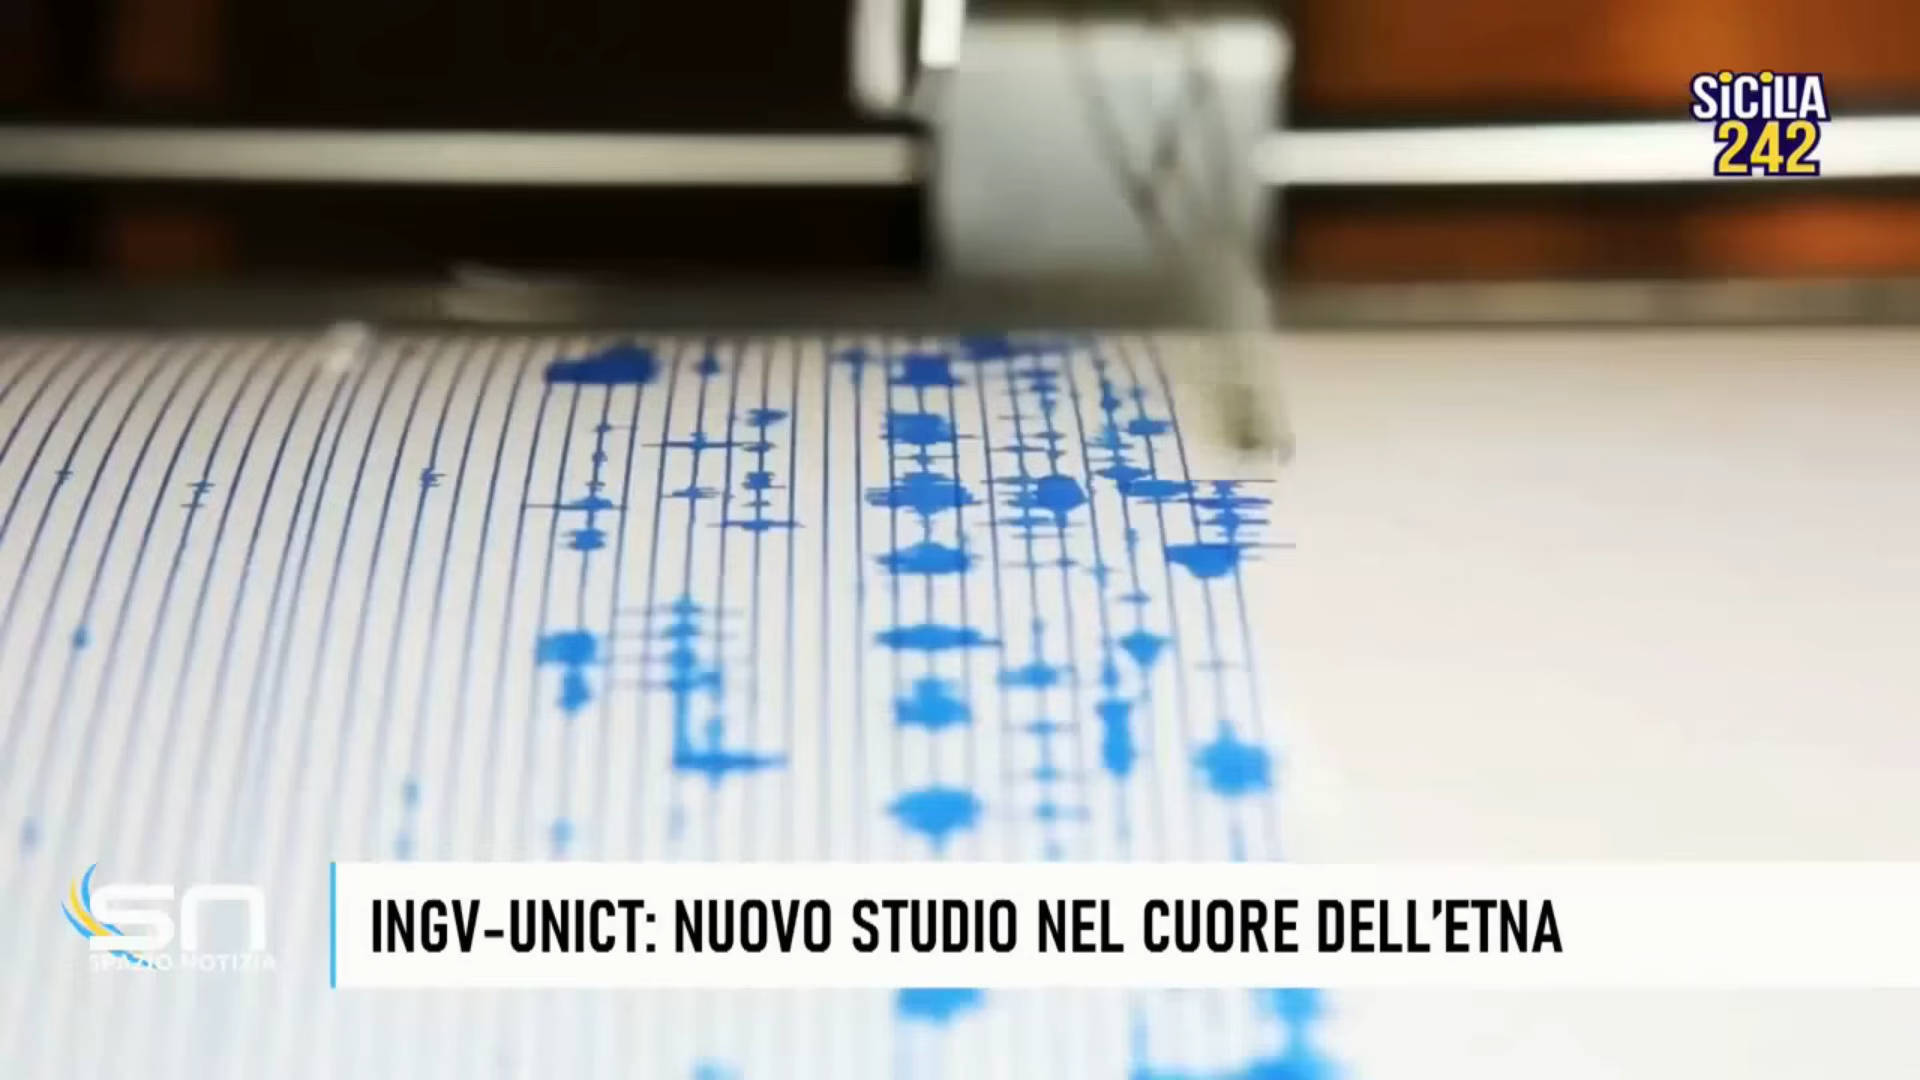 SiCiLIA
242
INGV-UNICT: NUOVO STUDIO NEL CUORE DELL'ETNA
SN
SPAZIO NOTIZIA